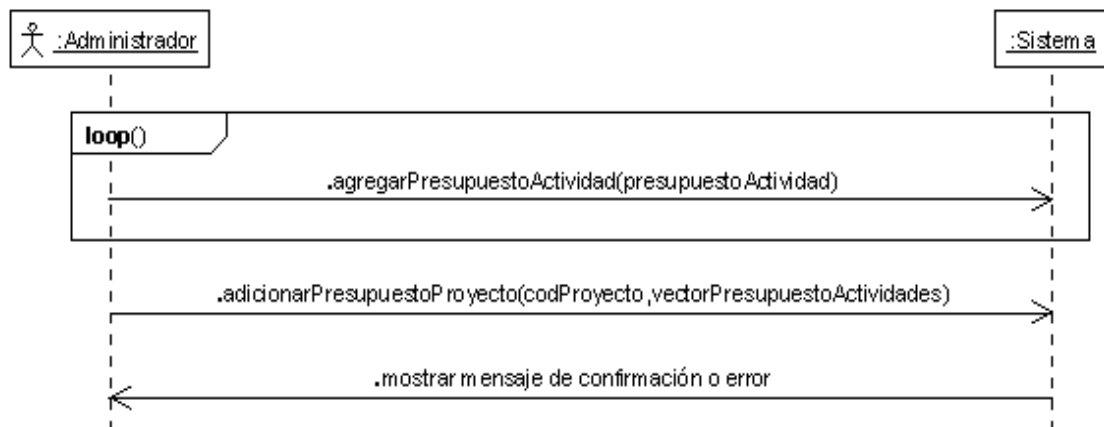 :Administrador
:Sistema
loop()
.agregarPresupuestoActividad(presupuestoActividad)
.adicionarPresupuestoProyecto(codProyecto,vectorPresupuestoActividades)
.mostrar mensaje de confirmación o error